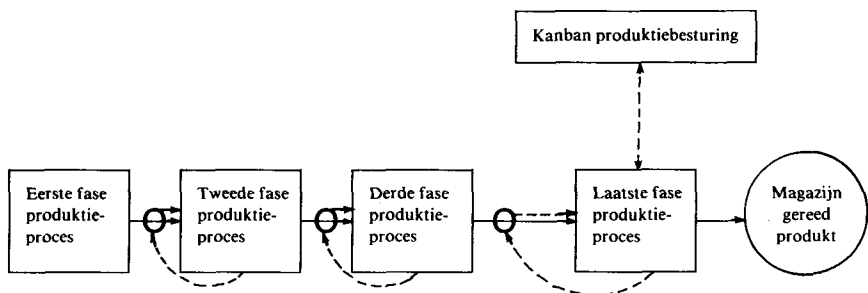 Kanban produktiebesturing
Eerste fase
produktie-
proces
Tweede fase
produktie-
proces
Derde fase
produktie-
proces
Laatste fase
produktie-
proces
Magazijn
gereed
produkt